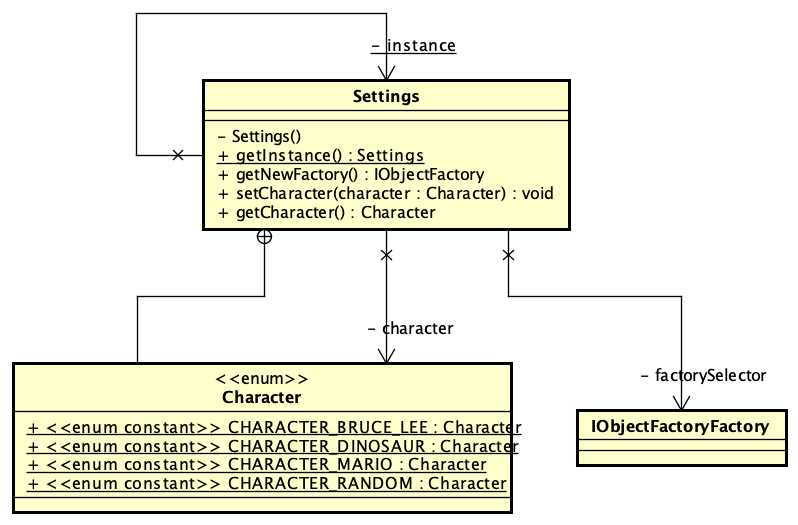 - instance
Settings
- Settings()
+ getInstance() : Settings
+ getNewFactory() : IObjectFactory
+ setCharacter(character : Character) : void
+ getCharacter() : Character
- character
<<enum>>
Character
+ <<enum constant>> CHARACTER_BRUCE_LEE : Character
+ <<enum constant>> CHARACTER_DINOSAUR : Character
+ <<enum constant>> CHARACTER_MARIO : Character
+ <<enum constant>> CHARACTER_RANDOM : Character
- factorySelector
IObjectFactoryFactory